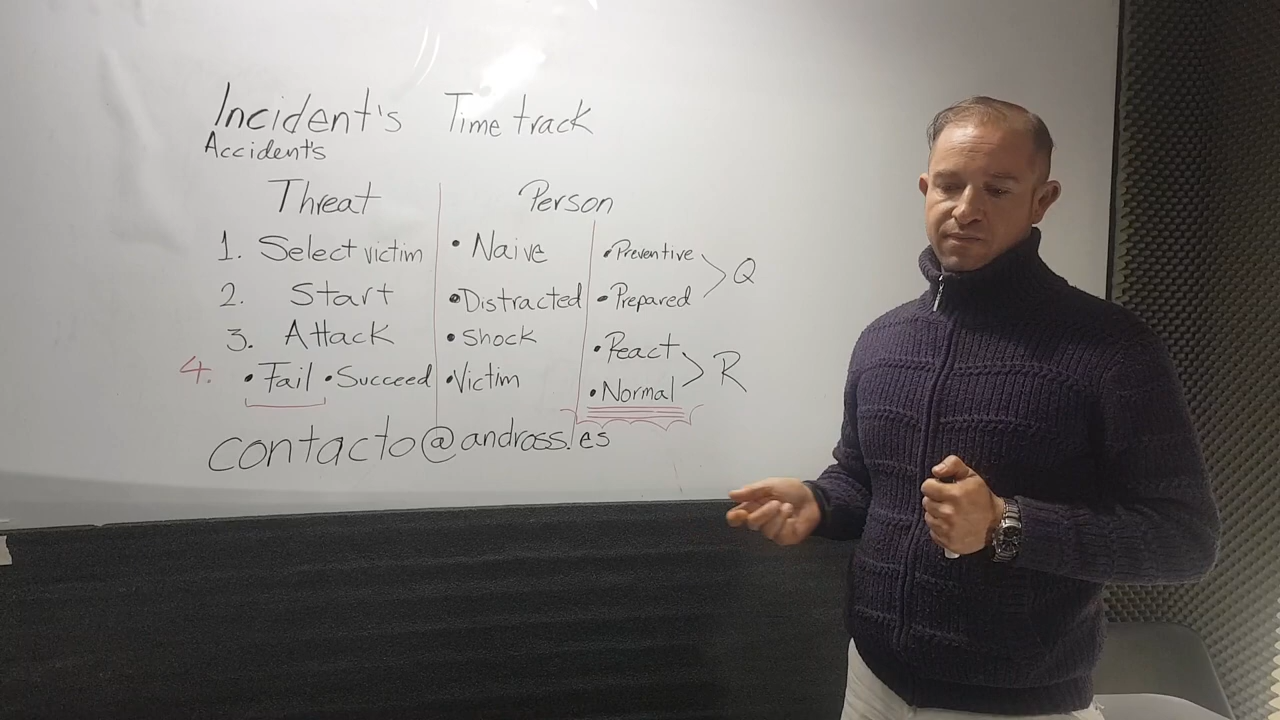 Incident's Time track
Accident's
Threat Person
1. Select victim • Naive • Preventive
2. Start • Distracted • Prepared
Q
3. Attack • Shock • React
4. • Fail • Succeed • Victim • Normal
R
contacto@andross.es